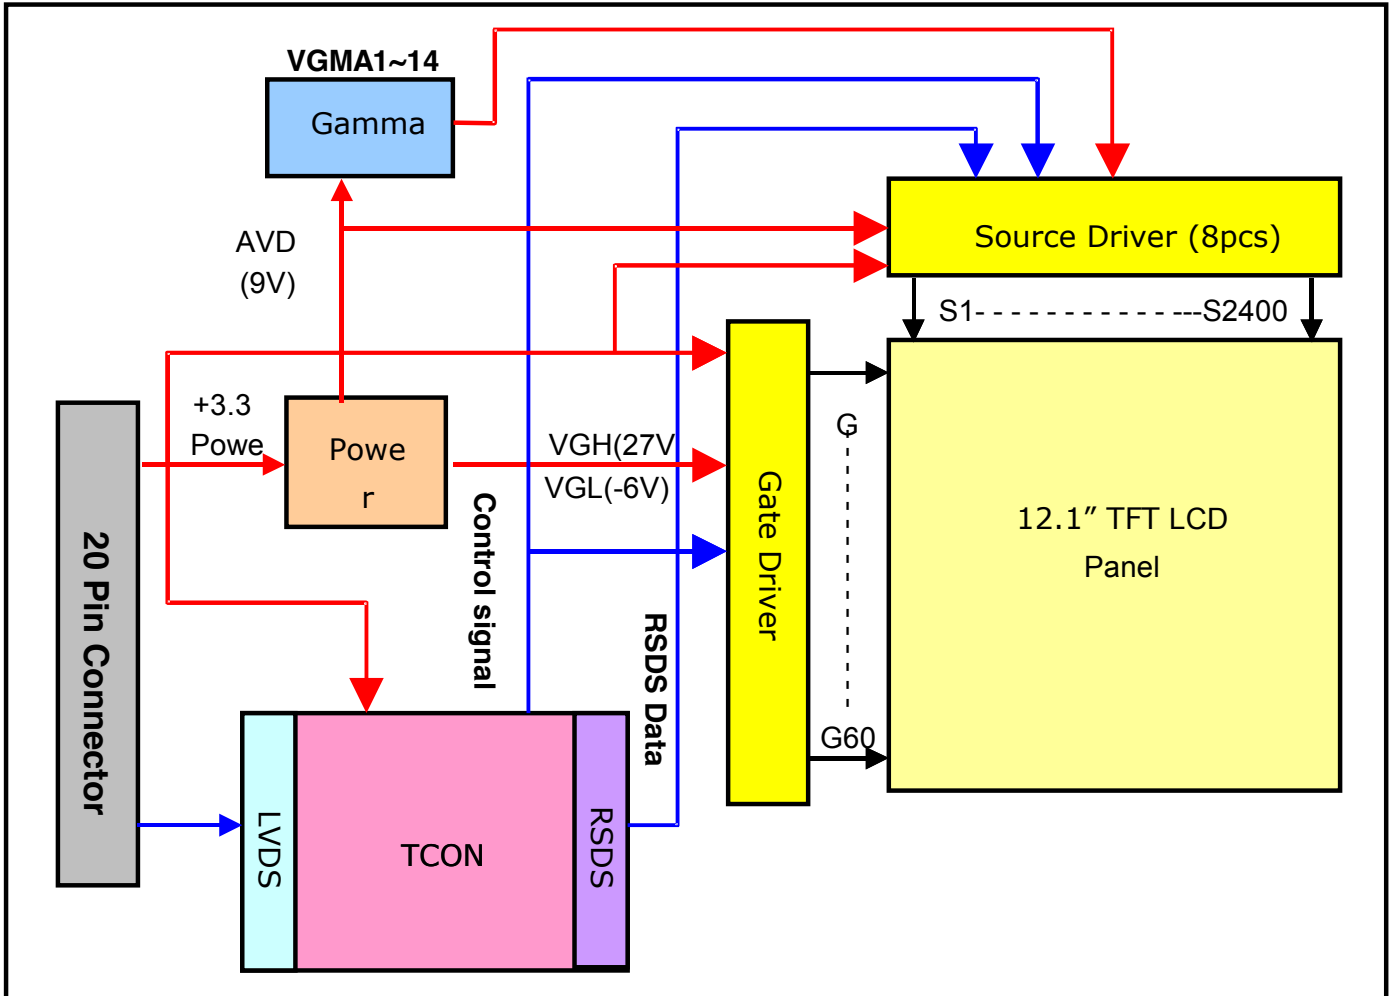 VGMA1~14
Gamma
AVD
(9V)
Source Driver (8pcs)
S1- - - - - - - - - - - ---S2400
+3.3
Powe
Powe
r
VGH(27V
VGL(-6V)
G
G60
Gate Driver
12.1" TFT LCD
Panel
20 Pin Connector
Control signal
RSDS Data
LVDS
TCON
RSDS